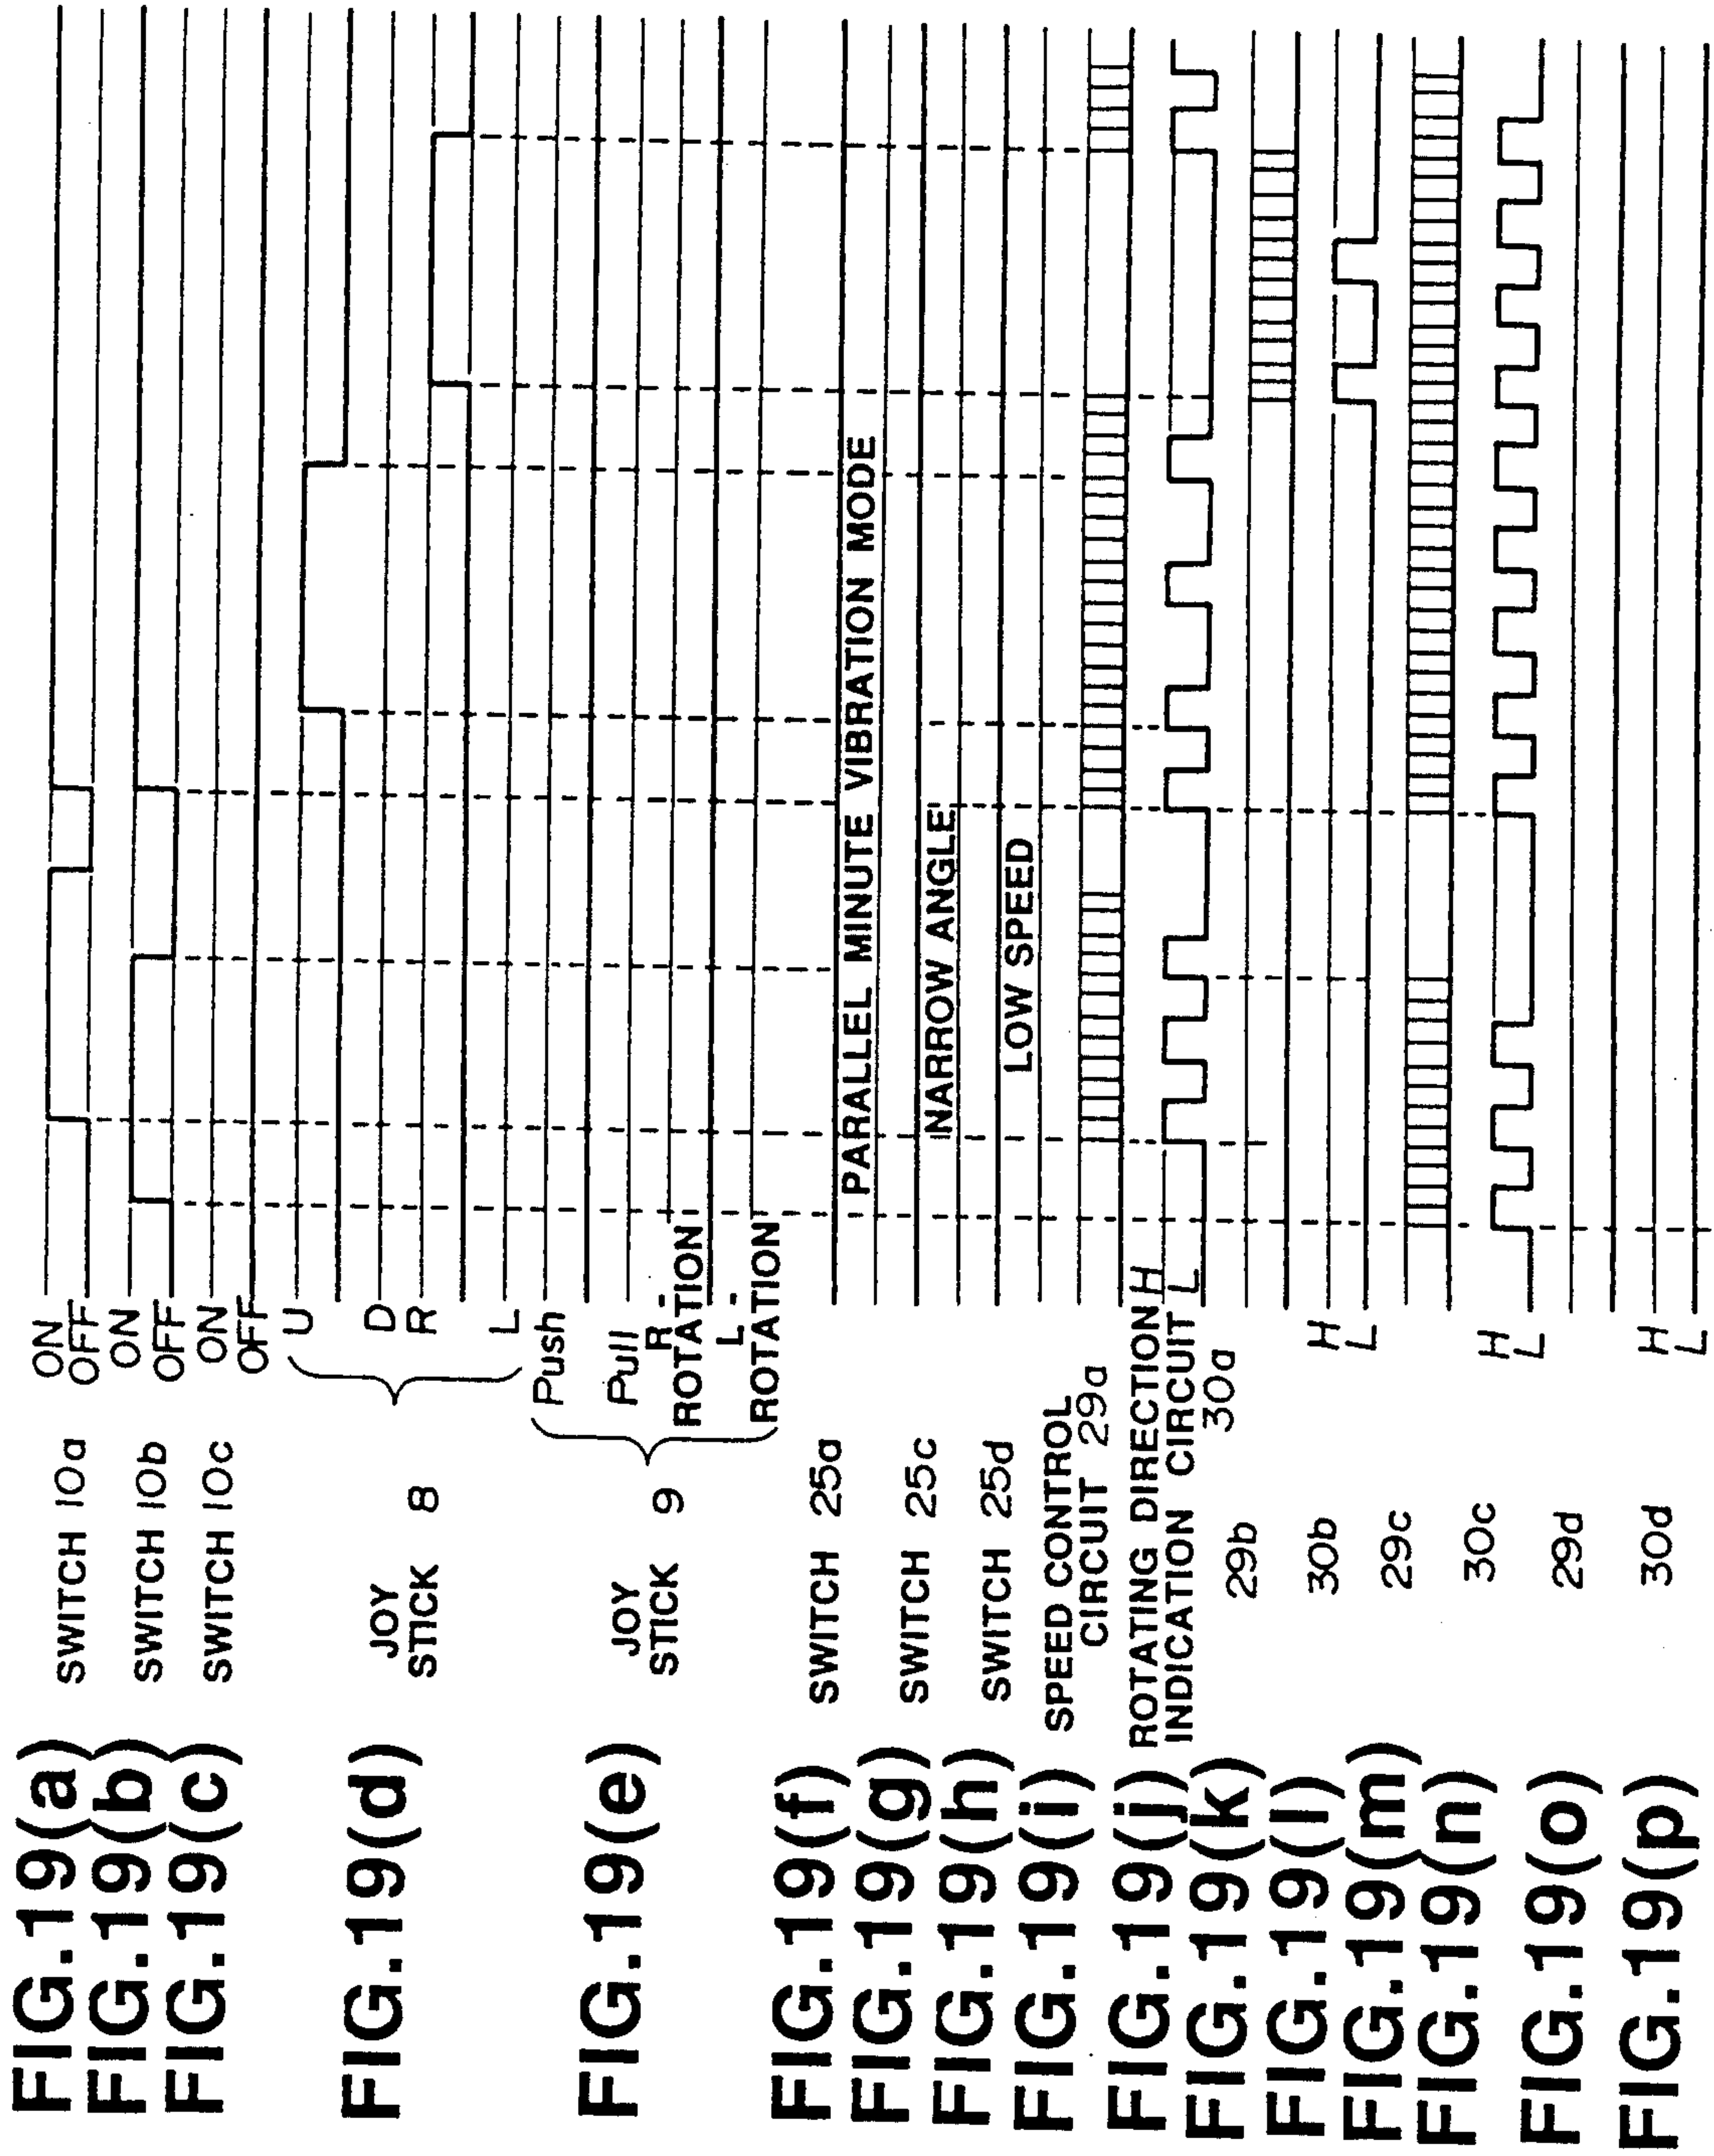 FIG.19(a) SWITCH 10a ON
OFF
FIG.19(b) SWITCH 10b ON
OFF
FIG.19(c) SWITCH 10c ON
OFF
FIG.19(d) JOY
STICK 8
U
D
R
L
FIG.19(e) JOY
STICK 9
Push
Pull
R-
ROTATION
L-
ROTATION
FIG.19(f) SWITCH 25a PARALLEL MINUTE VIBRATION MODE
FIG.19(g) SWITCH 25c NARROW ANGLE
FIG.19(h) SWITCH 25d LOW SPEED
FIG.19(i) SPEED CONTROL
CIRCUIT 29a
FIG.19(j) ROTATING DIRECTION H
INDICATION CIRCUIT L
30a
FIG.19(k) 29b
FIG.19(l) 30b H
L
FIG.19(m) 29c
FIG.19(n) 30c H
L
FIG.19(o) 29d
FIG.19(p) 30d H
L